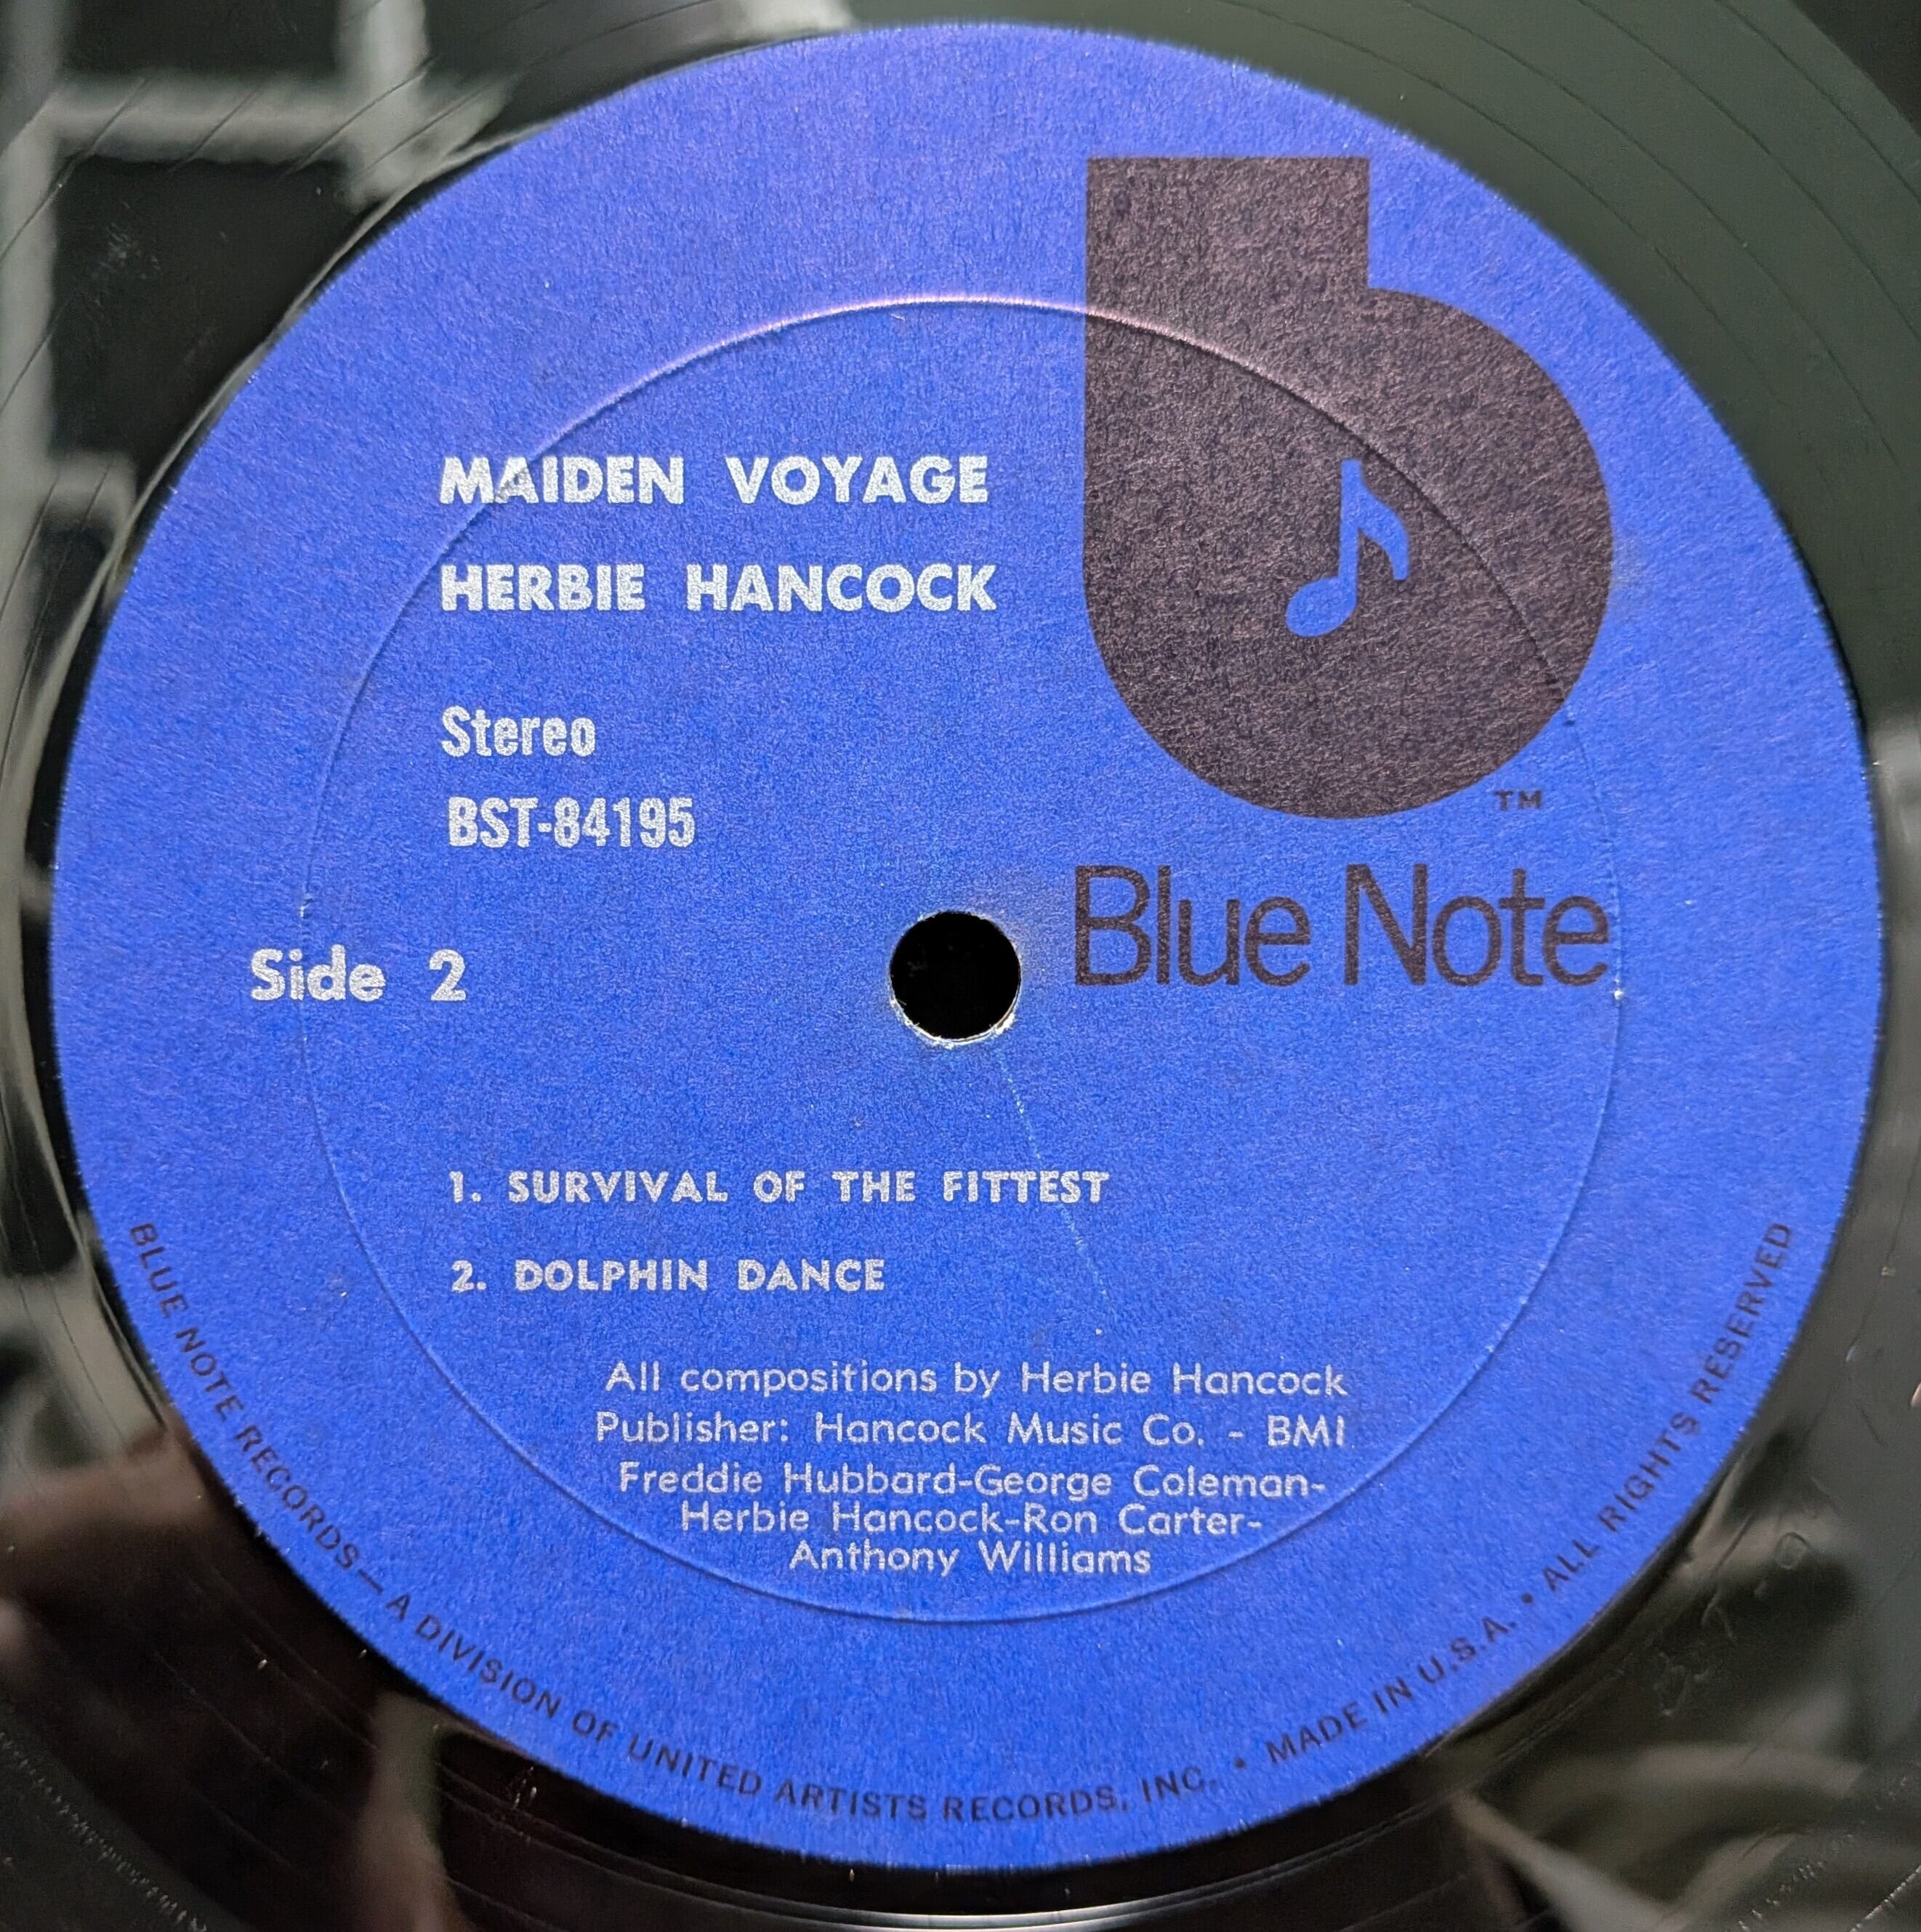 MAIDEN VOYAGE
HERBIE HANCOCK
Stereo
BST-84195
TM
Blue Note
Side 2
1. SURVIVAL OF THE FITTEST
2. DOLPHIN DANCE
All compositions by Herbie Hancock
Publisher: Hancock Music Co. - BMI
Freddie Hubbard-George Coleman-
Herbie Hancock-Ron Carter-
Anthony Williams
BLUE NOTE RECORDS—A DIVISION OF UNITED ARTISTS RECORDS, INC. • MADE IN U.S.A. • ALL RIGHTS RESERVED